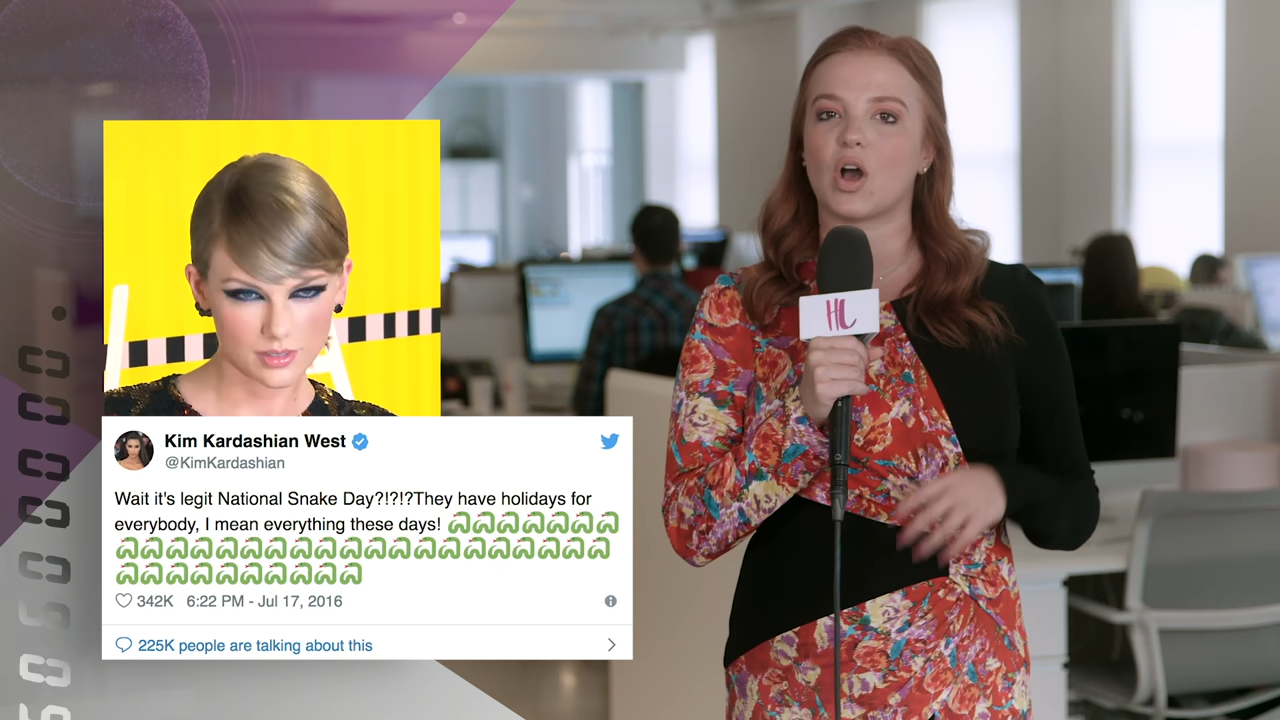 HC
Kim Kardashian West
@KimKardashian
Wait it's legit National Snake Day?!?!?They have holidays for
everybody, I mean everything these days! 🐍🐍🐍🐍🐍🐍🐍
🐍🐍🐍🐍🐍🐍🐍🐍🐍🐍🐍🐍🐍🐍🐍🐍🐍🐍🐍🐍
🐍🐍🐍🐍🐍🐍🐍🐍🐍🐍
342K 6:22 PM - Jul 17, 2016
225K people are talking about this